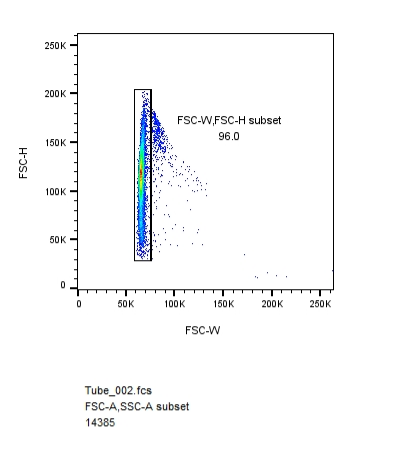 250K
200K
FSC-W,FSC-H subset
96.0
150K
FSC-H
100K
50K
0
0 50K 100K 150K 200K 250K
FSC-W
Tube_002.fcs
FSC-A,SSC-A subset
14385